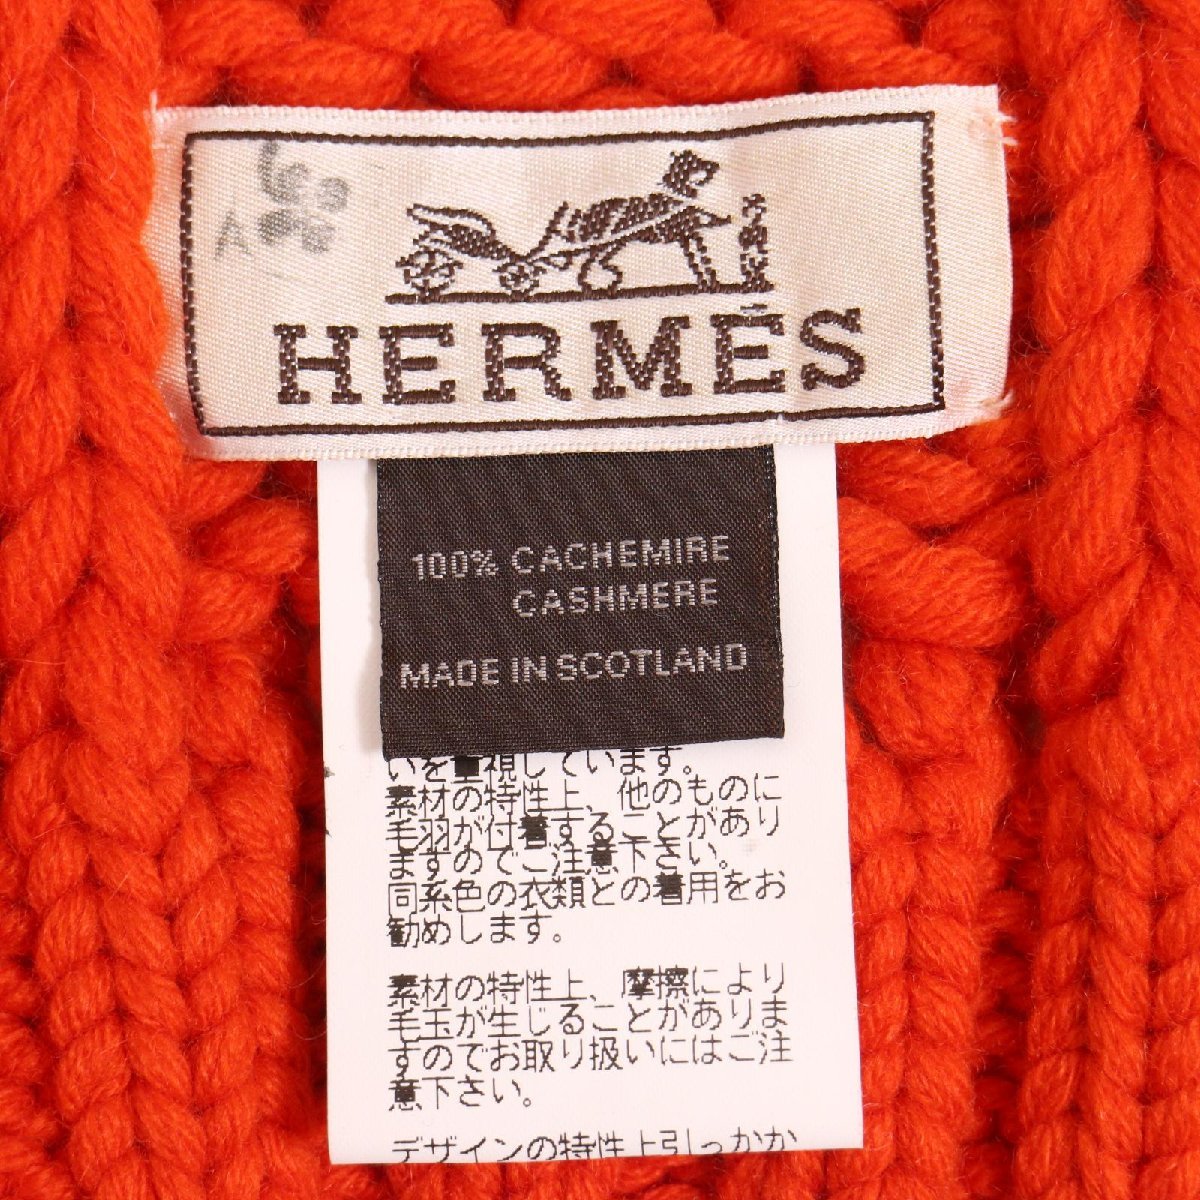 A
HERMÈS
100% CACHEMIRE
CASHMERE
MADE IN SCOTLAND
いを重視しています。
素材の特性上、他のものに
毛羽が付着することがあり
ますのでご注意下さい。
同系色の衣類との着用をお
勧めします。
素材の特性上、摩擦により
毛玉が生じることがありま
すのでお取り扱いにはご注
意下さい。
デザインの特性上引っかか